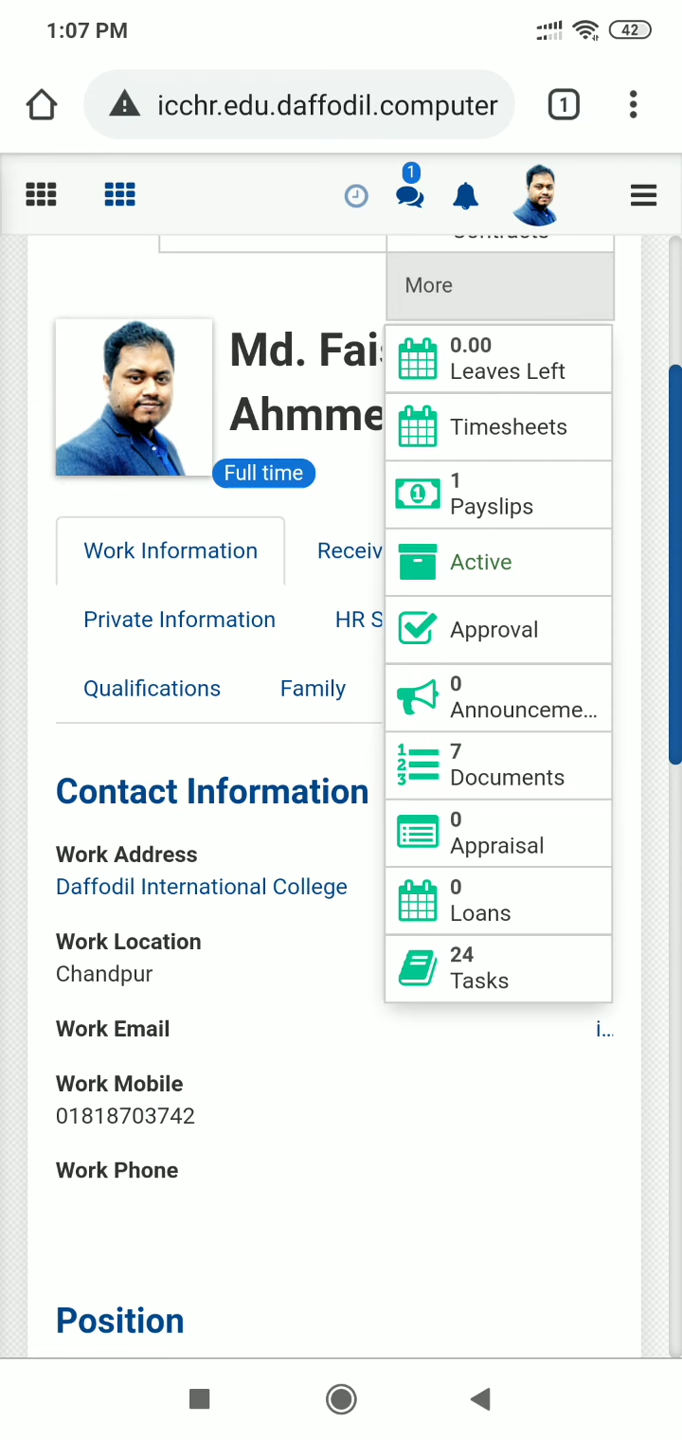 1:07 PM
42
icchr.edu.daffodil.computer
1
1
More
Md.
Full time
0.00
Leaves Left
Timesheets
1
Payslips
Active
Approval
0
Announceme...
7
Documents
0
Appraisal
0
Loans
24
Tasks
Work Information
Private Information
HR S
Qualifications
Family
Contact Information
Work Address
Daffodil International College
Work Location
Chandpur
Work Email
i...
Work Mobile
01818703742
Work Phone
Position